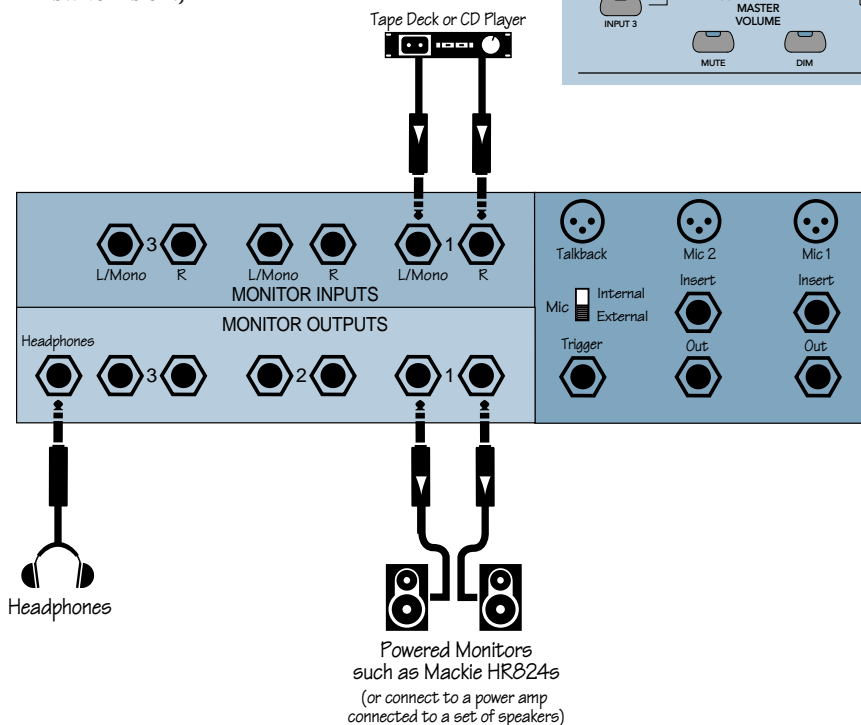 Tape Deck or CD Player
INPUT 3
MASTER
VOLUME
MUTE
DIM
3
1
L/Mono R L/Mono R L/Mono R
MONITOR INPUTS
Talkback Mic 2 Mic 1
Insert Insert
Mic Internal
External
MONITOR OUTPUTS
Headphones
Trigger Out Out
3 2 1
Headphones
Powered Monitors
such as Mackie HR824s
(or connect to a power amp
connected to a set of speakers)